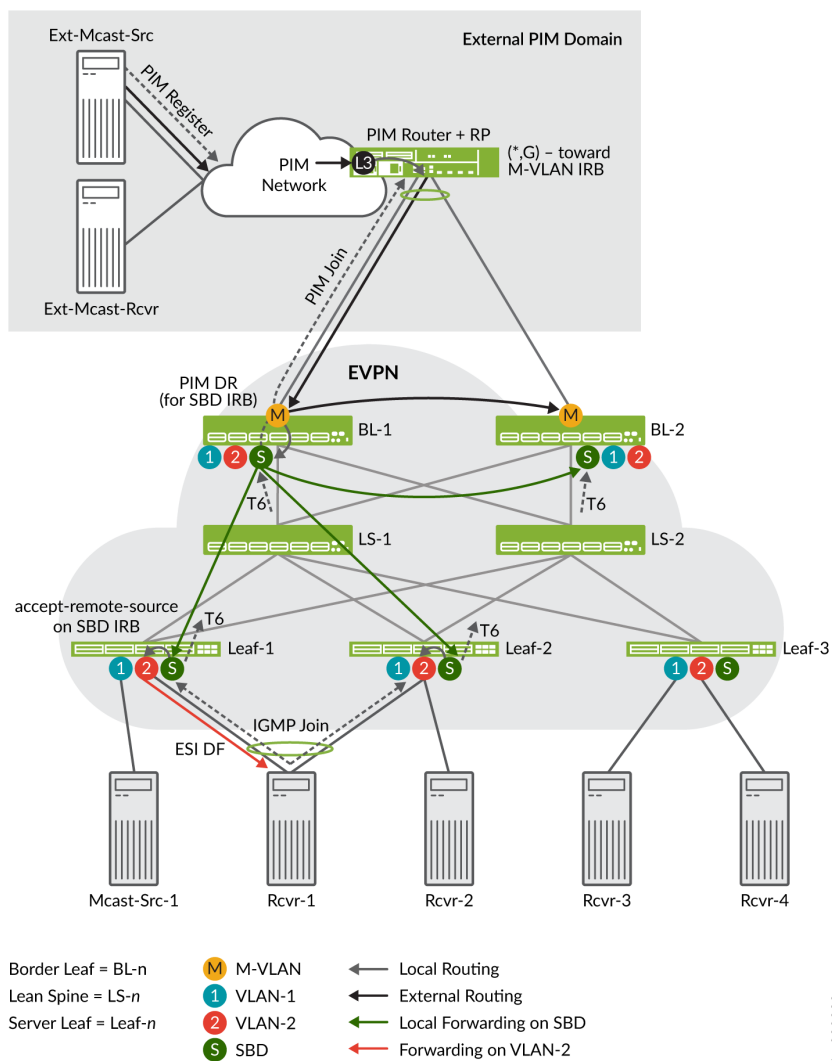 External PIM Domain
Ext-Mcast-Src
PIM Register
PIM Router + RP
PIM
Network
L3
(*,G) – toward
M-VLAN IRB
Ext-Mcast-Rcvr
PIM Join
EVPN
PIM DR
(for SBD IRB)
M
BL-1
M
BL-2
1 2 S
S 1 2
T6
T6
LS-1
LS-2
accept-remote-source
on SBD IRB
T6
T6
Leaf-1
Leaf-2
Leaf-3
1 2 S
1 2 S
1 2 S
IGMP Join
ESI DF
Mcast-Src-1
Rcvr-1
Rcvr-2
Rcvr-3
Rcvr-4
Border Leaf = BL-n
M M-VLAN
Local Routing
Lean Spine = LS-n
1 VLAN-1
External Routing
Server Leaf = Leaf-n
2 VLAN-2
Local Forwarding on SBD
S SBD
Forwarding on VLAN-2